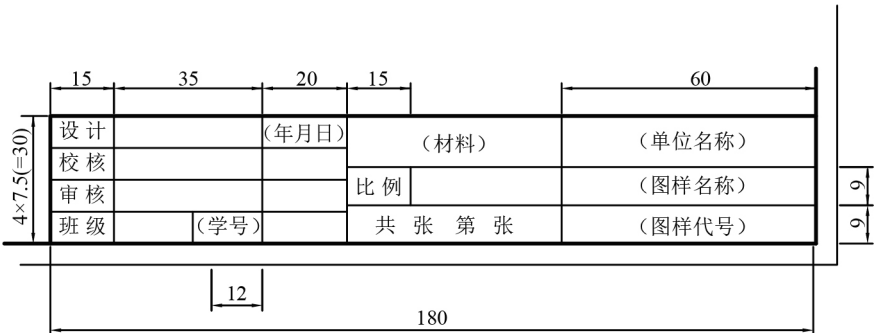 15 35 20 15 60
设计 (年月日) (材料) (单位名称)
校核
审核 比例 (图样名称) 9
班级 (学号) 共 张 第 张 (图样代号) 9
4×7.5(=30)
12
180